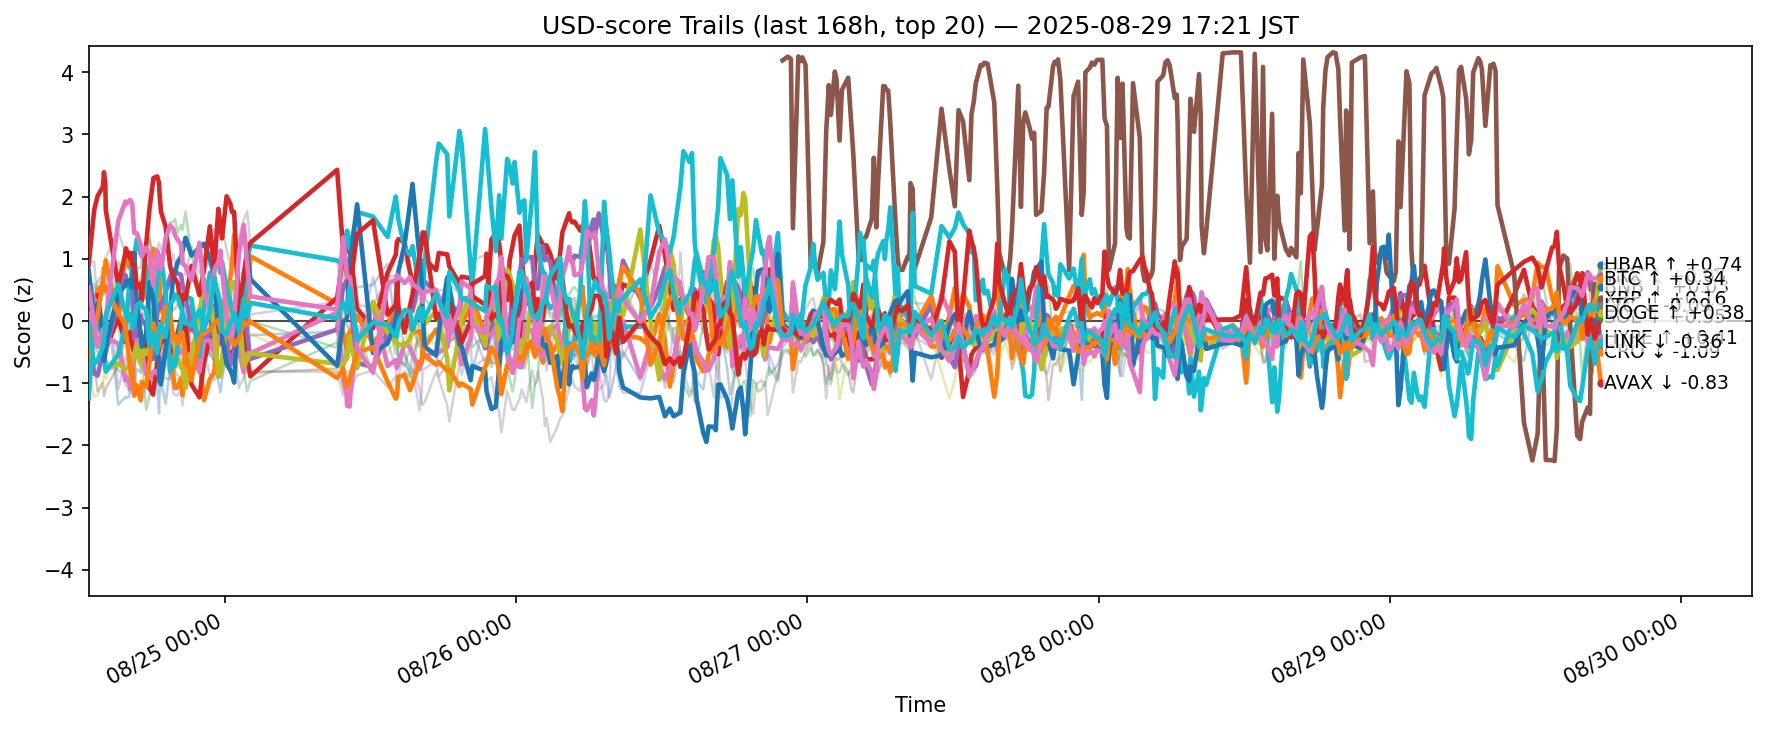 USD-score Trails (last 168h, top 20) — 2025-08-29 17:21 JST
Score (z)
4
3
2
1
0
−1
−2
−3
−4
HBAR ↑ +0.74
BTC ↑ +0.34
DOGE ↑ +0.38
LINK ↓ -0.36
CRO ↓ -1.09
AVAX ↓ -0.83
08/25 00:00
08/26 00:00
08/27 00:00
08/28 00:00
08/29 00:00
08/30 00:00
Time